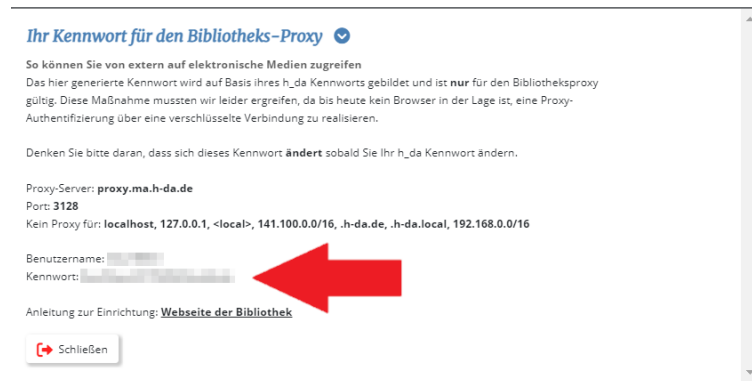 Ihr Kennwort für den Bibliotheks-Proxy
So können Sie von extern auf elektronische Medien zugreifen
Das hier generierte Kennwort wird auf Basis ihres h_da Kennworts gebildet und ist nur für den Bibliotheksproxy
gültig. Diese Maßnahme mussten wir leider ergreifen, da bis heute kein Browser in der Lage ist, eine Proxy-
Authentifizierung über eine verschlüsselte Verbindung zu realisieren.
Denken Sie bitte daran, dass sich dieses Kennwort ändert sobald Sie Ihr h_da Kennwort ändern.
Proxy-Server: proxy.ma.h-da.de
Port: 3128
Kein Proxy für: localhost, 127.0.0.1, <local>, 141.100.0.0/16, .h-da.de, .h-da.local, 192.168.0.0/16
Benutzername:
Kennwort:
Anleitung zur Einrichtung: Webseite der Bibliothek
Schließen